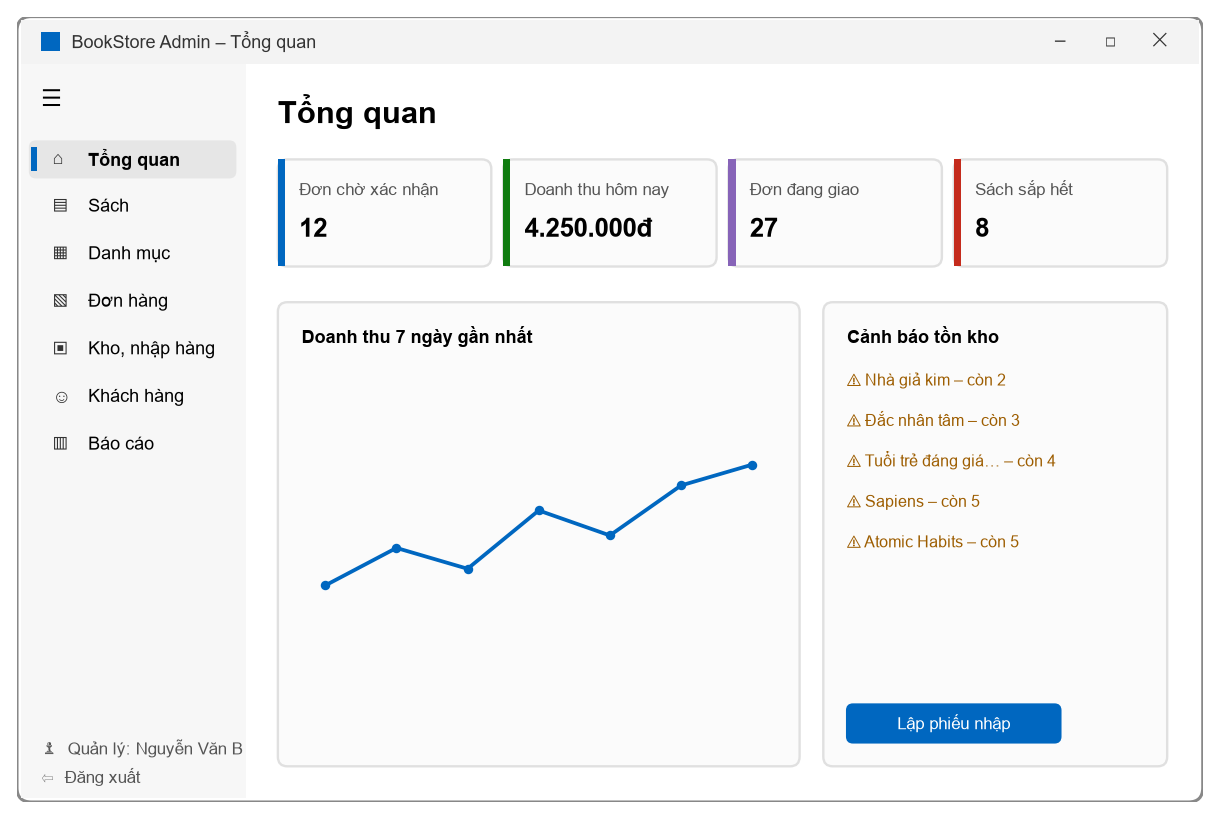 BookStore Admin – Tổng quan
Tổng quan
Sách
Danh mục
Đơn hàng
Kho, nhập hàng
Khách hàng
Báo cáo
Quản lý: Nguyễn Văn B
Đăng xuất
Tổng quan
Đơn chờ xác nhận
12
Doanh thu hôm nay
4.250.000đ
Đơn đang giao
27
Sách sắp hết
8
Doanh thu 7 ngày gần nhất
Cảnh báo tồn kho
⚠ Nhà giả kim – còn 2
⚠ Đắc nhân tâm – còn 3
⚠ Tuổi trẻ đáng giá… – còn 4
⚠ Sapiens – còn 5
⚠ Atomic Habits – còn 5
Lập phiếu nhập